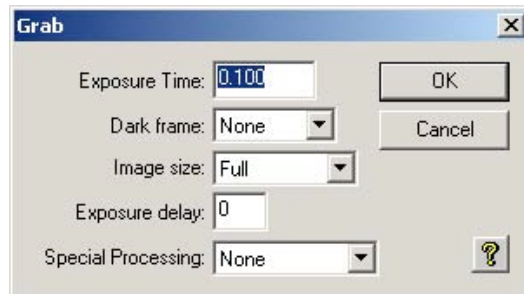 Grab
Exposure Time: 0.100
OK
Dark frame: None
Cancel
Image size: Full
Exposure delay: 0
Special Processing: None
?